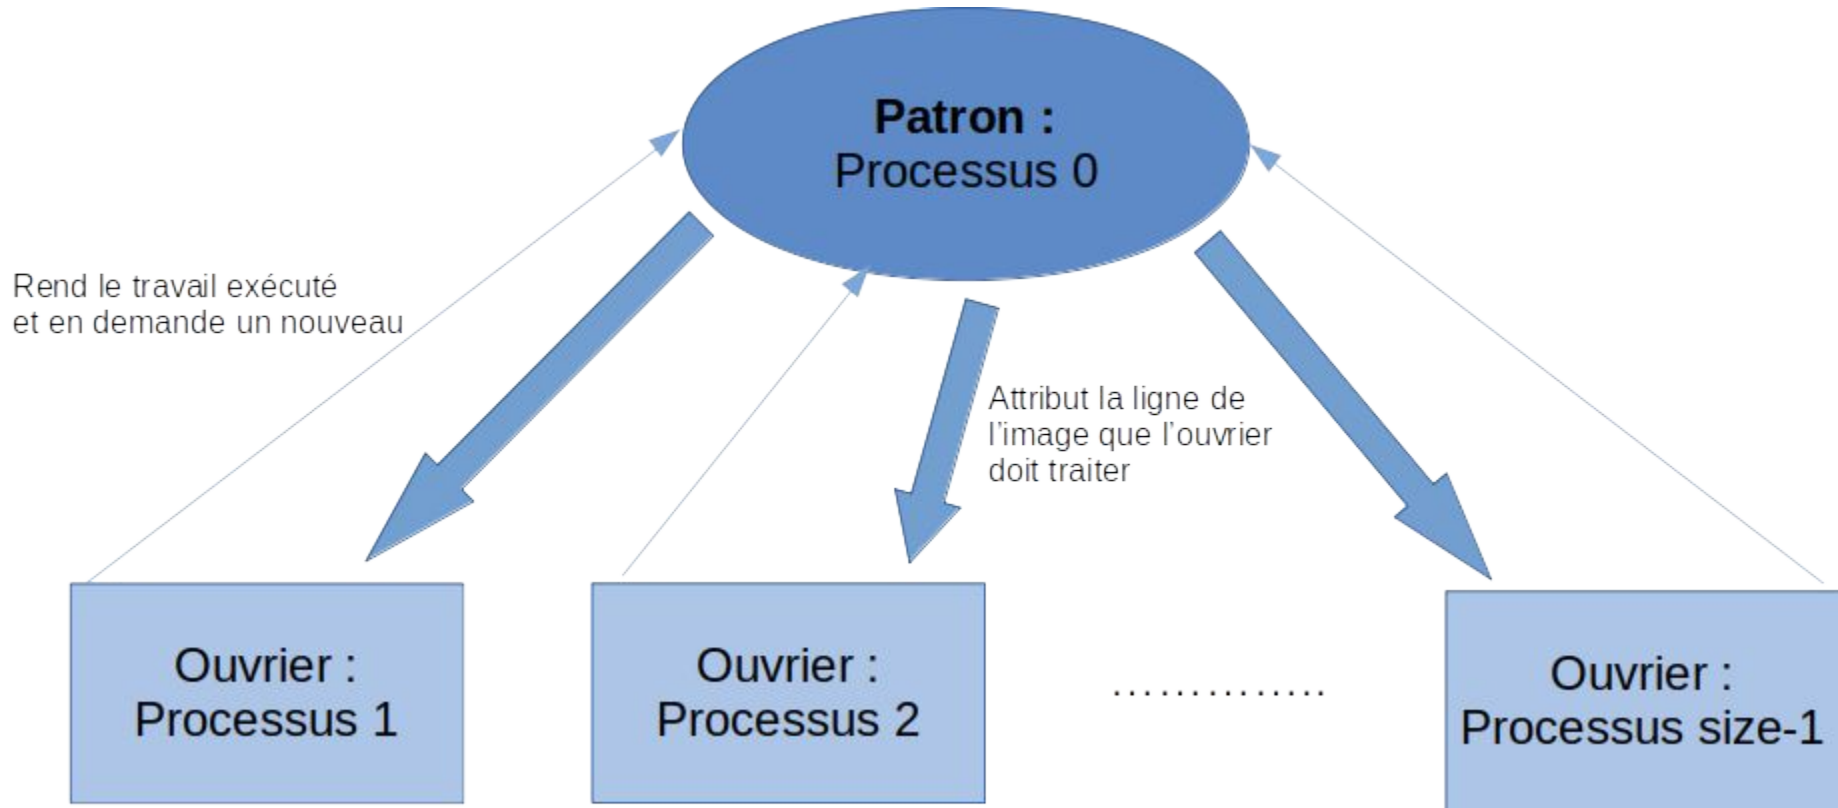 Patron :
Processus 0
Rend le travail exécuté
et en demande un nouveau
Attribut la ligne de
l’image que l’ouvrier
doit traiter
Ouvrier :
Processus 1
Ouvrier :
Processus 2
…………..
Ouvrier :
Processus size-1